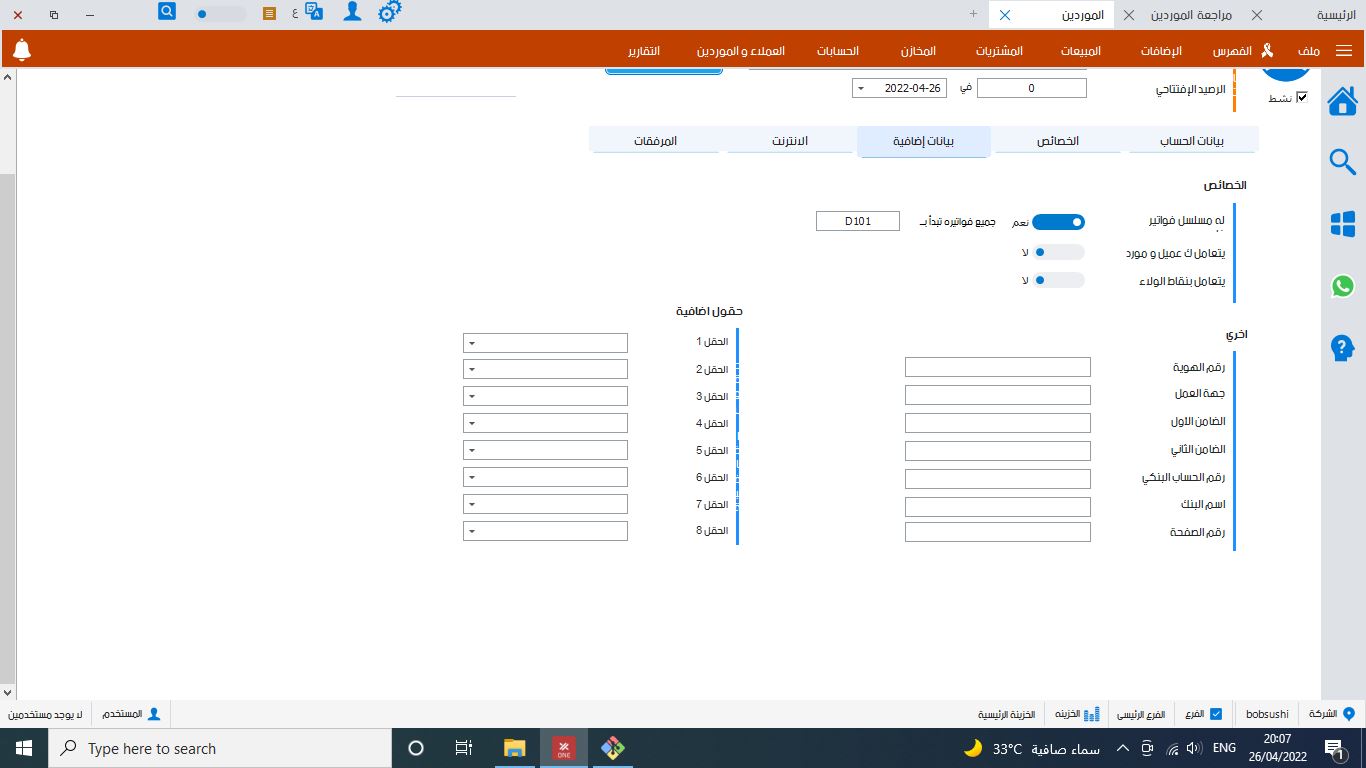 الرئيسية
مراجعة الموردين
الموردين
ع
ملف
الفهرس
الإضافات
المبيعات
المشتريات
المخازن
الحسابات
العملاء و الموردين
التقارير
نشط
الرصيد الإفتتاحي
0
في
2022-04-26
بيانات الحساب
الخصائص
بيانات إضافية
الانترنت
المرفقات
الخصائص
له مسلسل فواتير
نعم
جميع فواتيره تبدأ بـ
D101
يتعامل ك عميل و مورد
لا
يتعامل بنقاط الولاء
لا
اخري
رقم الهوية
جهة العمل
الضامن الاول
الضامن الثاني
رقم الحساب البنكي
اسم البنك
رقم الصفحة
حقول اضافية
الحقل 1
الحقل 2
الحقل 3
الحقل 4
الحقل 5
الحقل 6
الحقل 7
الحقل 8
الشركة
bobsushi
الفرع
الفرع الرئيسي
الخزينه
الخزينة الرئيسية
المستخدم
لا يوجد مستخدمين
Type here to search
ONE
33°C سماء صافية
ENG
20:07
26/04/2022
1